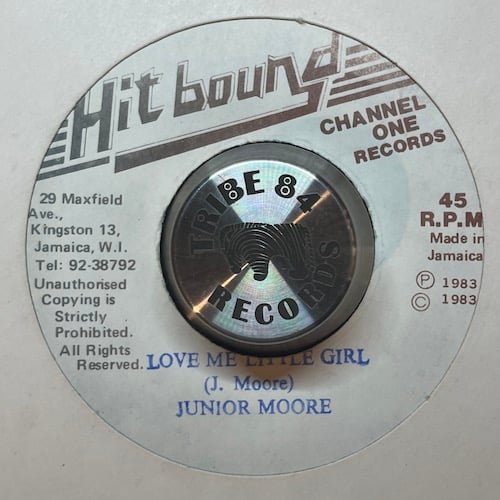 Hit bound
CHANNEL
ONE
RECORDS
29 Maxfield
Ave.,
Kingston 13,
Jamaica, W.I.
Tel: 92-38792
Unauthorised
Copying is
Strictly
Prohibited.
All Rights
Reserved.
45
R.P.M
Made in
Jamaica
Ⓟ 1983
© 1983
TRIBE 84
RECORDS
LOVE ME LITTLE GIRL
(J. Moore)
JUNIOR MOORE